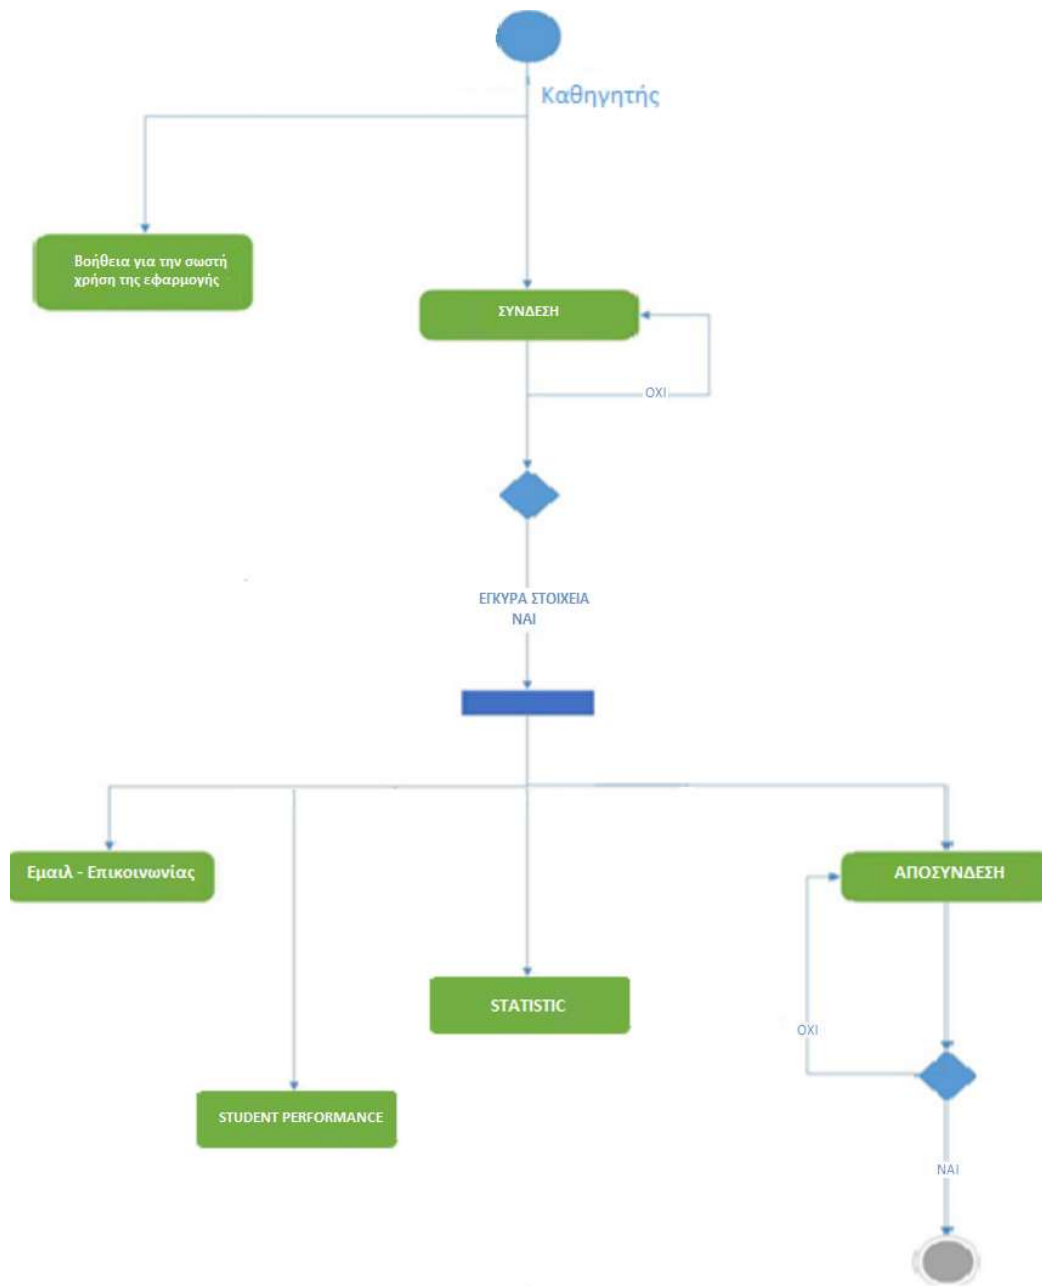 Καθηγητής
Βοήθεια για την σωστή
χρήση της εφαρμογής
ΣΥΝΔΕΣΗ
ΟΧΙ
ΕΓΚΥΡΑ ΣΤΟΙΧΕΙΑ
ΝΑΙ
Εμαιλ - Επικοινωνίας
ΑΠΟΣΥΝΔΕΣΗ
STATISTIC
ΟΧΙ
STUDENT PERFORMANCE
ΝΑΙ